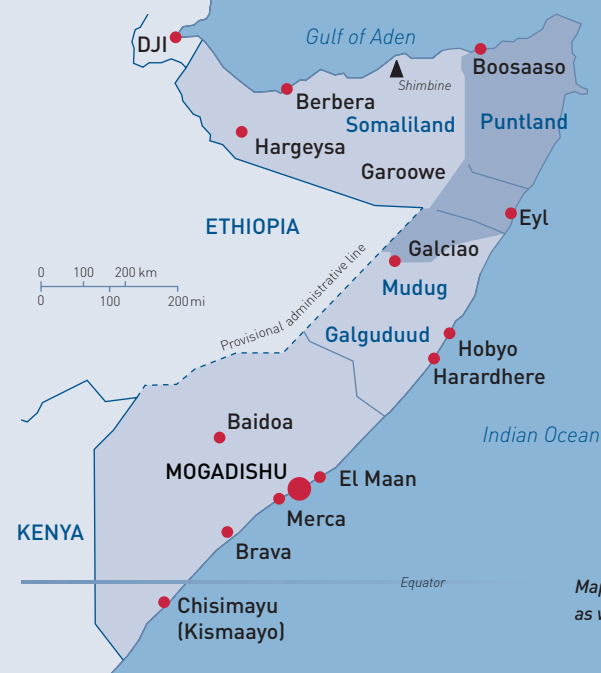 Gulf of Aden
DJI
Boosaaso
Shimbine
Berbera
Somaliland
Puntland
Hargeysa
Garoowe
ETHIOPIA
Eyl
Galciao
0 100 200 km
0 100 200 mi
Provisional administrative line
Mudug
Galguduud
Hobyo
Harardhere
Baidoa
Indian Ocean
MOGADISHU
El Maan
Merca
KENYA
Brava
Equator
Chisimayu
(Kismaayo)